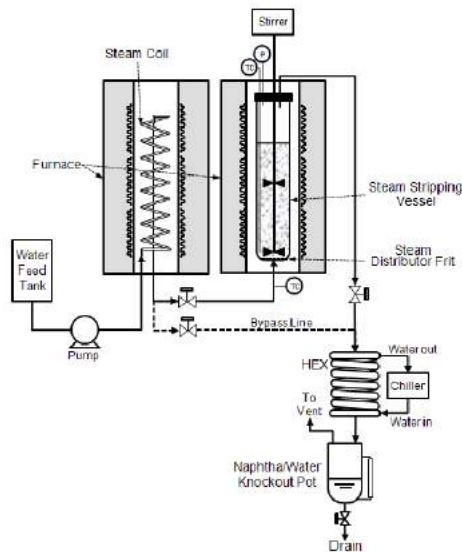 Stirrer
P
TC
Steam
Coil
Furnace
Steam Stripping
Vessel
Steam
Distributor Frit
TC
Water
Feed
Tank
Pump
Bypass Line
HEX
Water out
Chiller
Water in
To
Vent
Naphtha/Water
Knockout Pot
Drain